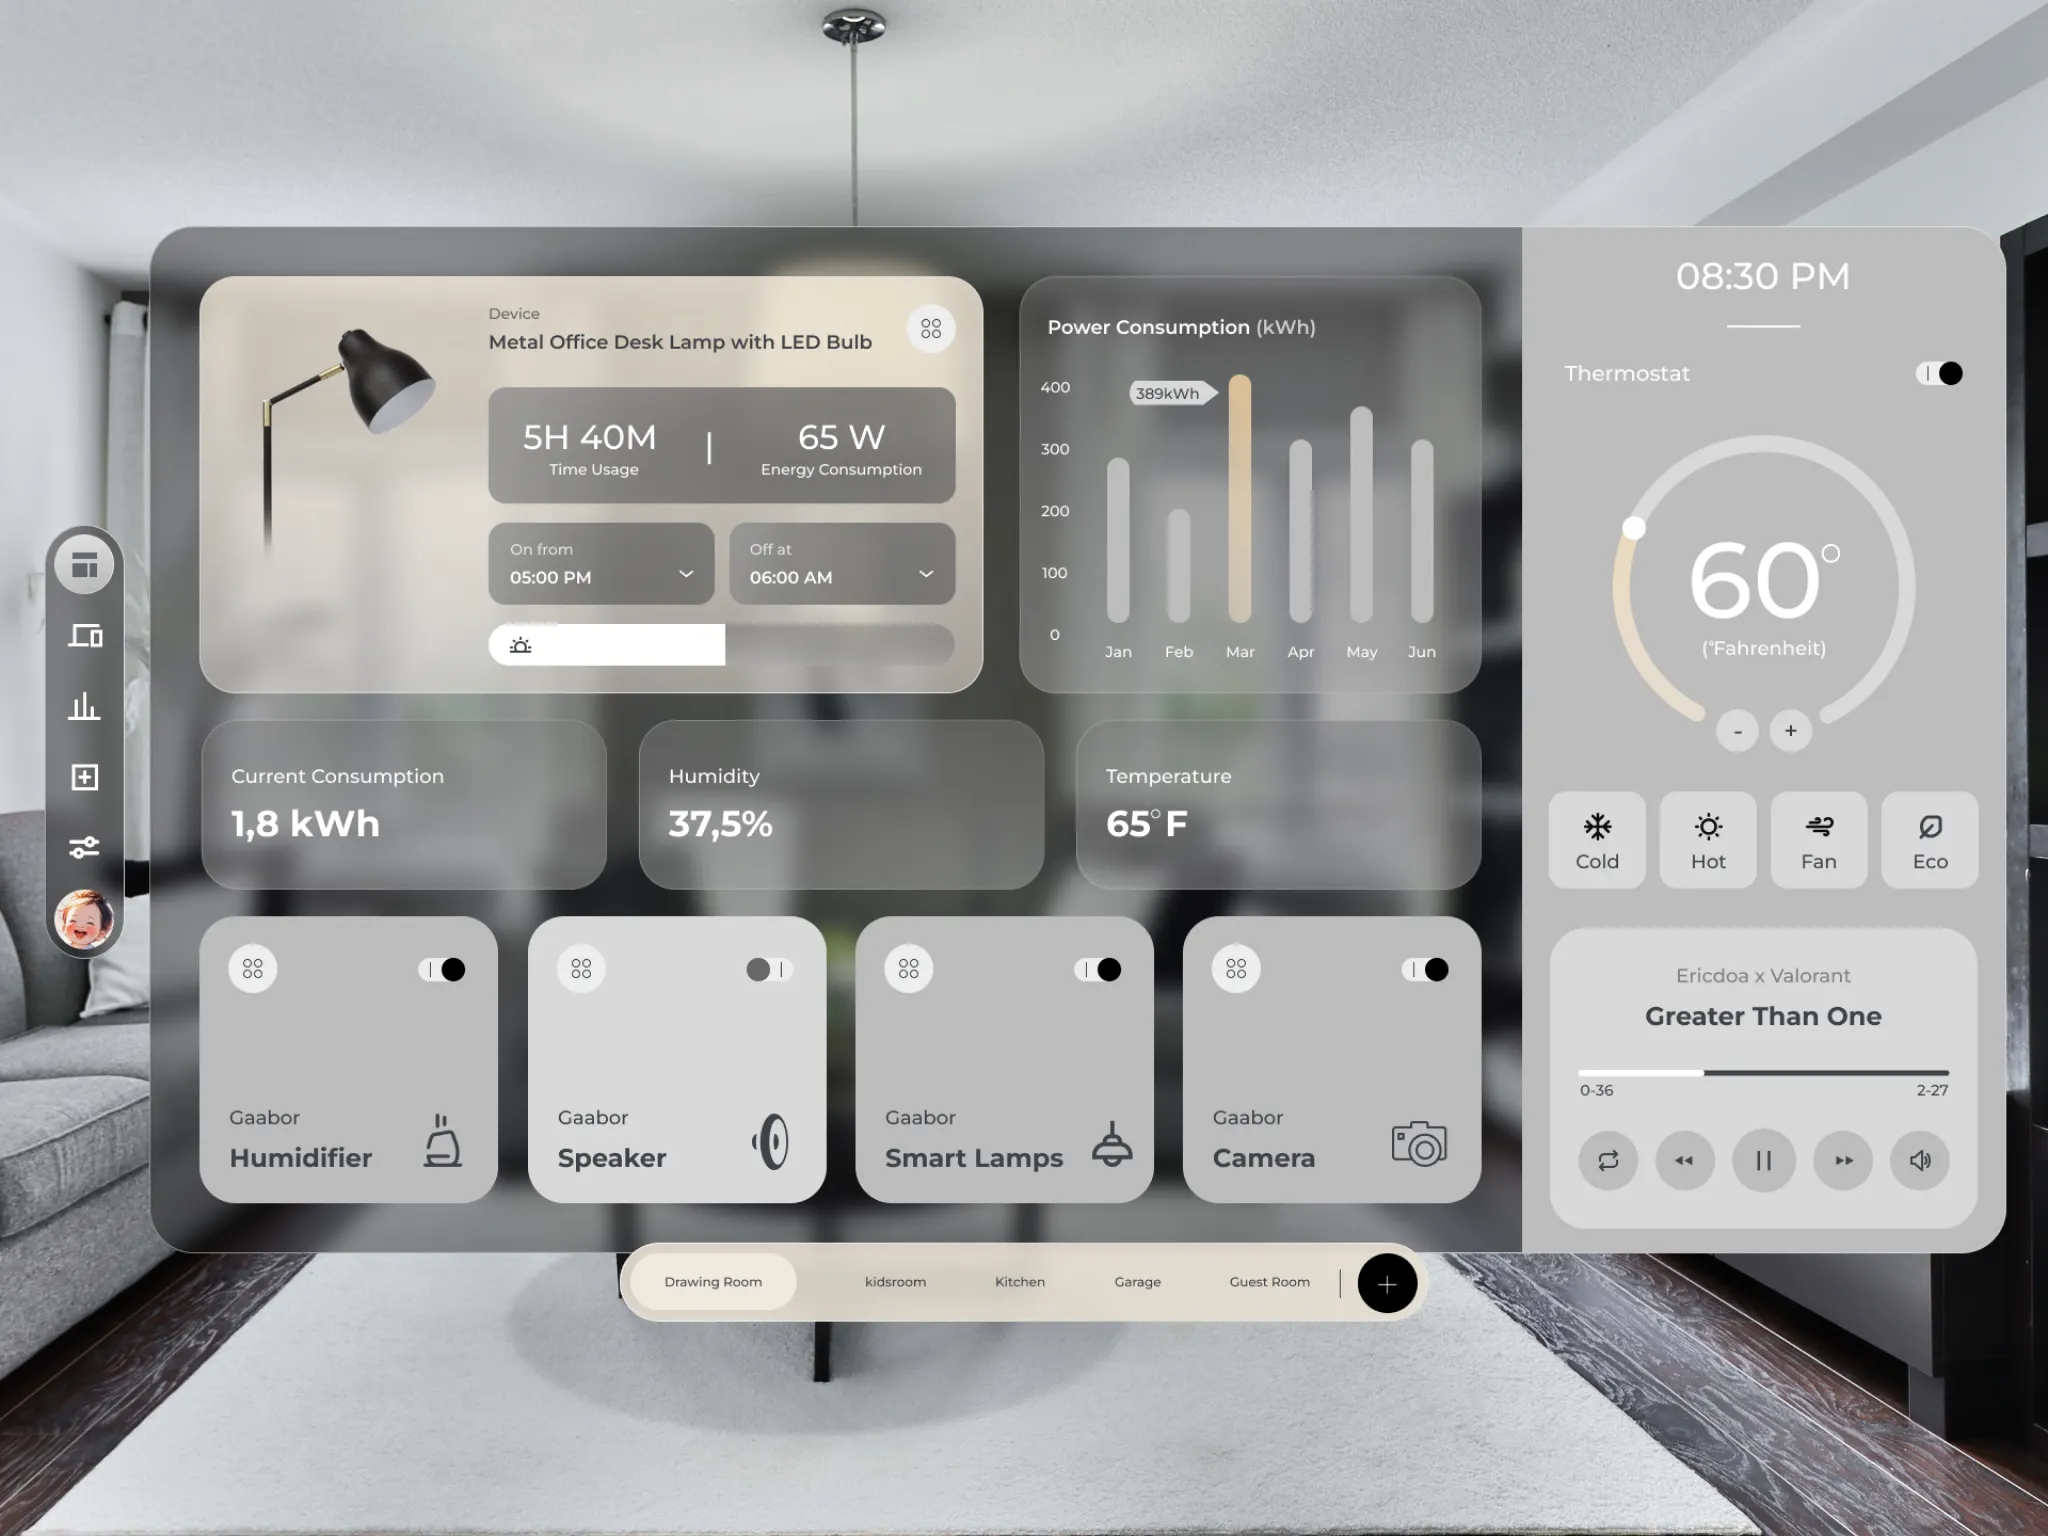 08:30 PM
Device
Metal Office Desk Lamp with LED Bulb
5H 40M
Time Usage
|
65 W
Energy Consumption
On from
05:00 PM
Off at
06:00 AM
Power Consumption (kWh)
400
300
200
100
0
389kWh
Jan Feb Mar Apr May Jun
Current Consumption
1,8 kWh
Humidity
37,5%
Temperature
65°F
Gaabor
Humidifier
Gaabor
Speaker
Gaabor
Smart Lamps
Gaabor
Camera
Thermostat
60°
(°Fahrenheit)
- +
Cold Hot Fan Eco
Ericdoa x Valorant
Greater Than One
0-36 2-27
Drawing Room kidsroom Kitchen Garage Guest Room | +